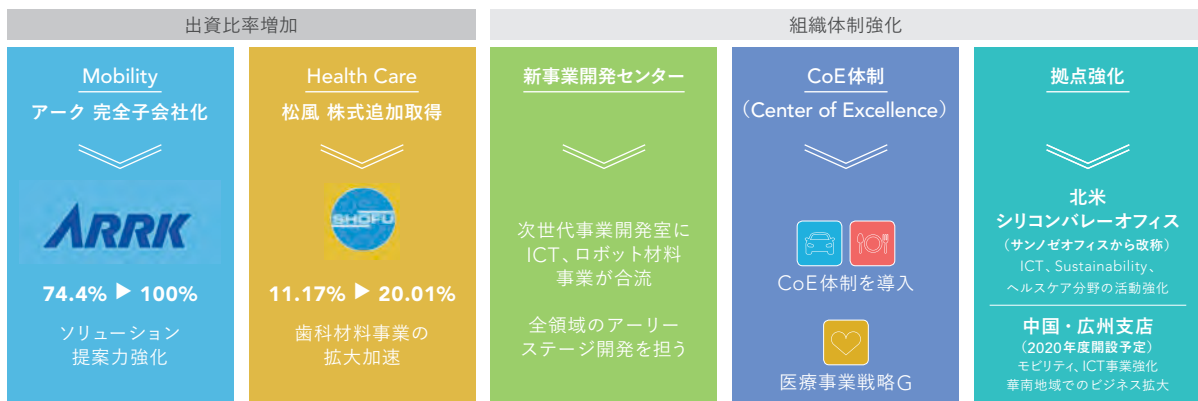 出資比率増加
Mobility
アーク 完全子会社化
ARRK
74.4% ▶ 100%
ソリューション
提案力強化
Health Care
松風 株式追加取得
SHOFU
11.17% ▶ 20.01%
歯科材料事業の
拡大加速
組織体制強化
新事業開発センター
次世代事業開発室に
ICT、ロボット材料
事業が合流
全領域のアーリー
ステージ開発を担う
CoE体制
（Center of Excellence）
CoE体制を導入
医療事業戦略G
拠点強化
北米
シリコンバレーオフィス
（サンノゼオフィスから改称）
ICT、Sustainability、
ヘルスケア分野の活動強化
中国・広州支店
（2020年度開設予定）
モビリティ、ICT事業強化
華南地域でのビジネス拡大